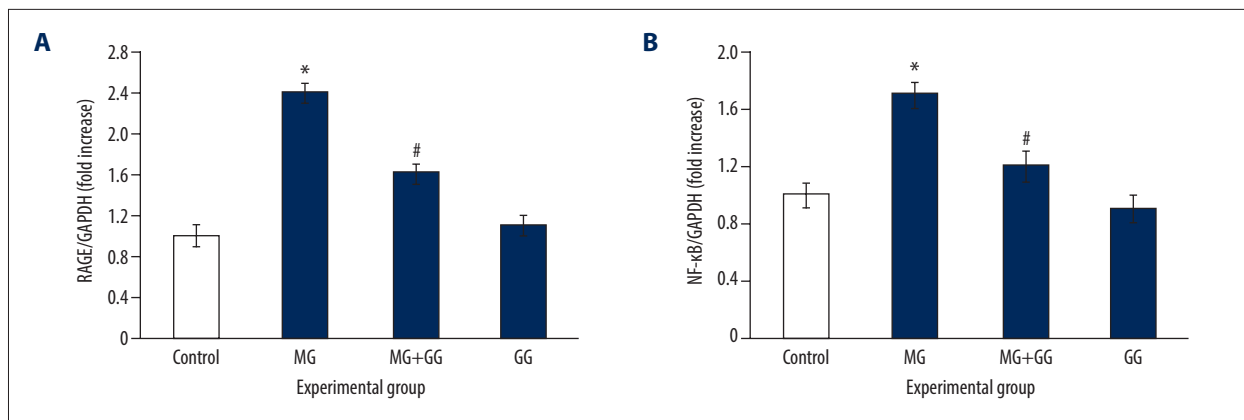 A
RAGE/GAPDH (fold increase)
2.8
2.4
2.0
1.6
1.2
0.8
0.4
0
*
#
Control MG MG+GG GG
Experimental group
B
NF-κB/GAPDH (fold increase)
2.0
1.6
1.2
0.8
0.4
0
*
#
Control MG MG+GG GG
Experimental group